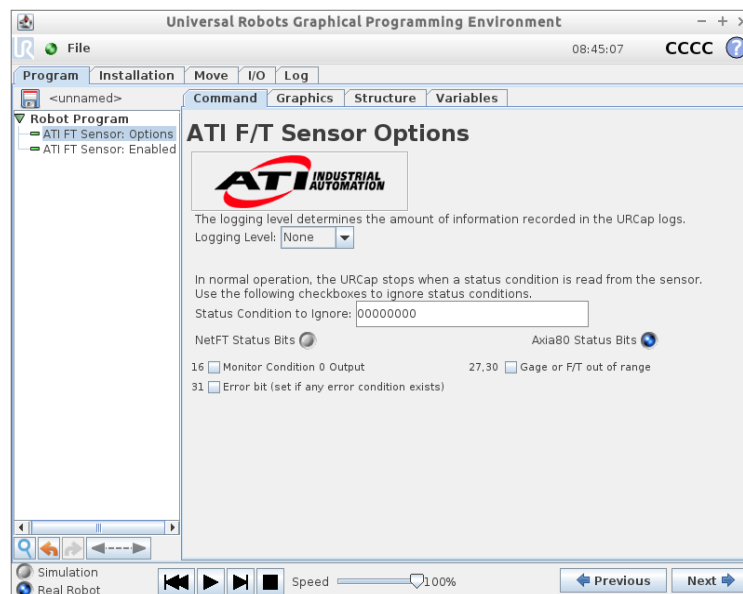 Universal Robots Graphical Programming Environment
File
08:45:07
CCCC
?
Program
Installation
Move
I/O
Log
<unnamed>
Command
Graphics
Structure
Variables
Robot Program
ATI FT Sensor: Options
ATI FT Sensor: Enabled
ATI F/T Sensor Options
ATI INDUSTRIAL
AUTOMATION
The logging level determines the amount of information recorded in the URCap logs.
Logging Level: None
In normal operation, the URCap stops when a status condition is read from the sensor.
Use the following checkboxes to ignore status conditions.
Status Condition to Ignore: 00000000
NetFT Status Bits
Axia80 Status Bits
16 Monitor Condition 0 Output
27,30 Gage or F/T out of range
31 Error bit (set if any error condition exists)
Simulation
Real Robot
Speed
100%
Previous
Next